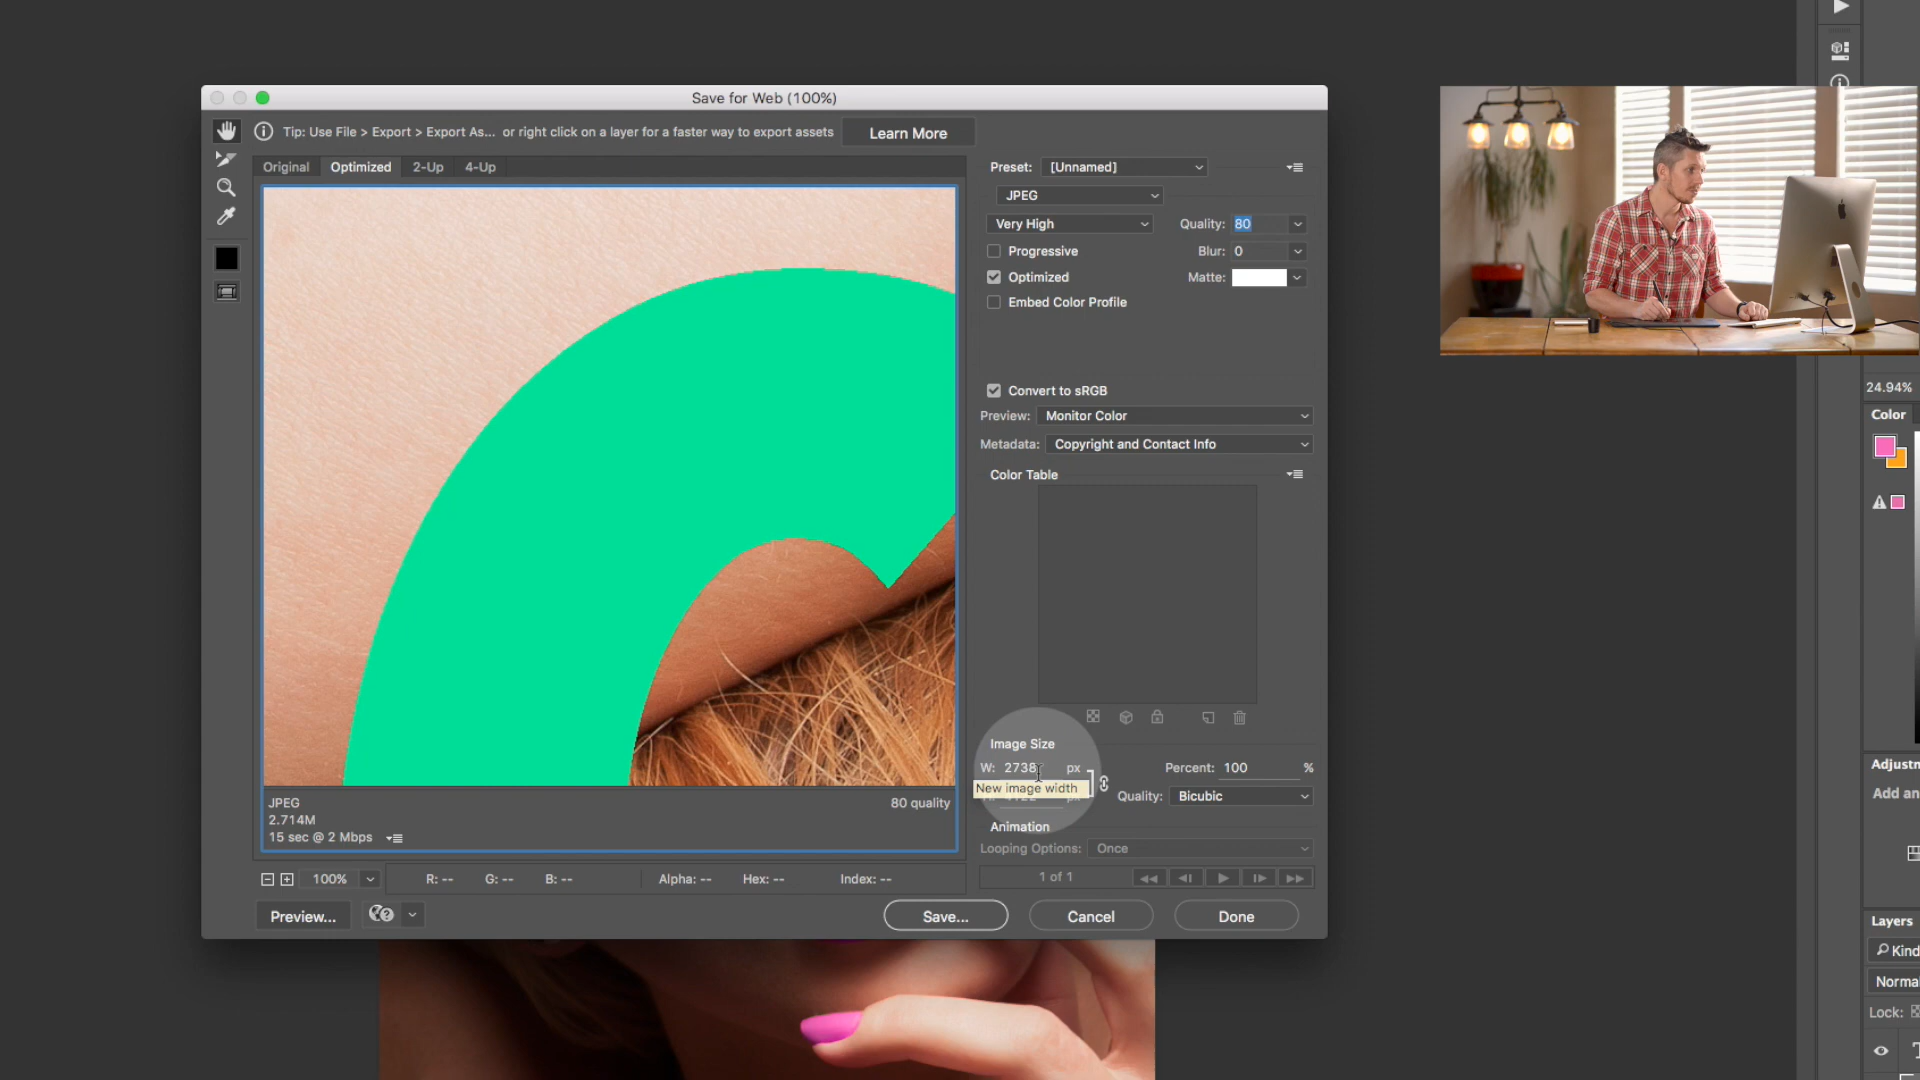 Save for Web (100%)
Tip: Use File > Export > Export As... or right click on a layer for a faster way to export assets
Learn More
Original
Optimized
2-Up
4-Up
Preset: [Unnamed]
JPEG
Very High
Quality: 80
Progressive
Blur: 0
Optimized
Matte:
Embed Color Profile
Convert to sRGB
Preview: Monitor Color
Metadata: Copyright and Contact Info
Color Table
Image Size
W: 2738 px
Percent: 100 %
New image width
Quality: Bicubic
Animation
Looping Options: Once
1 of 1
JPEG
80 quality
2.714M
15 sec @ 2 Mbps
100%
R: --
G: --
B: --
Alpha: --
Hex: --
Index: --
Preview...
Save...
Cancel
Done
24.94%
Color
Adjustn
Add an
Layers
Kind
Normal
Lock: